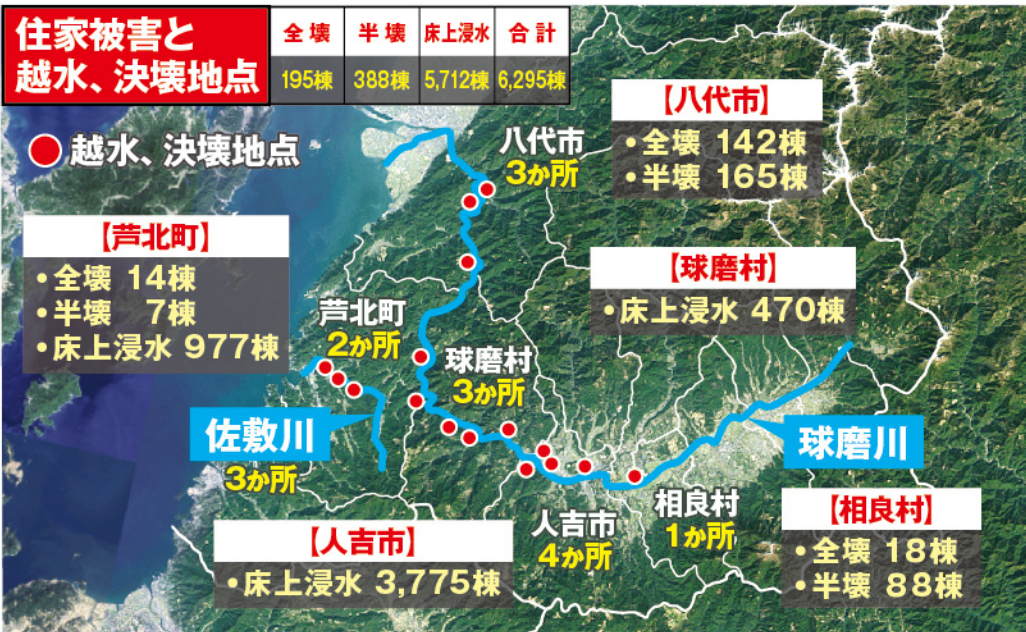 住家被害と
越水、決壊地点
全壊 半壊 床上浸水 合計
195棟 388棟 5,712棟 6,295棟
越水、決壊地点
八代市
3か所
【八代市】
・全壊 142棟
・半壊 165棟
【芦北町】
・全壊 14棟
・半壊 7棟
・床上浸水 977棟
【球磨村】
・床上浸水 470棟
芦北町
2か所
球磨村
3か所
佐敷川
3か所
球磨川
人吉市
4か所
相良村
1か所
【人吉市】
・床上浸水 3,775棟
【相良村】
・全壊 18棟
・半壊 88棟